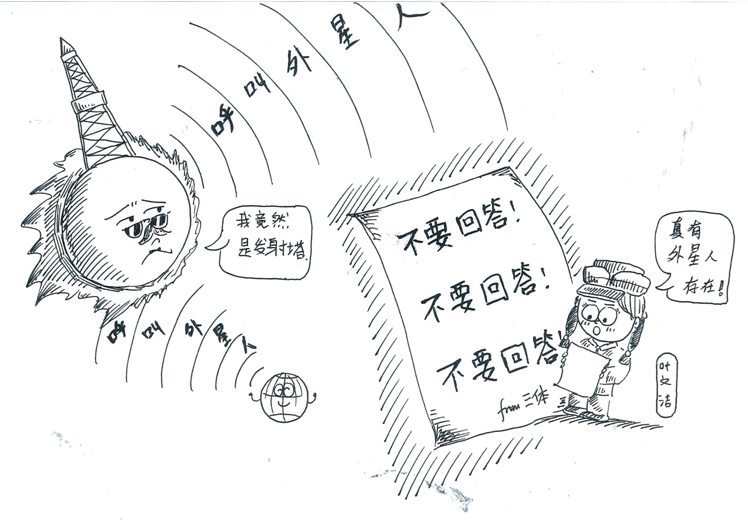 呼叫外星人
我竟然
是发射塔
呼叫外星人
不要回答!
不要回答!
不要回答!
from 三体
真有
外星人
存在!
叶文洁